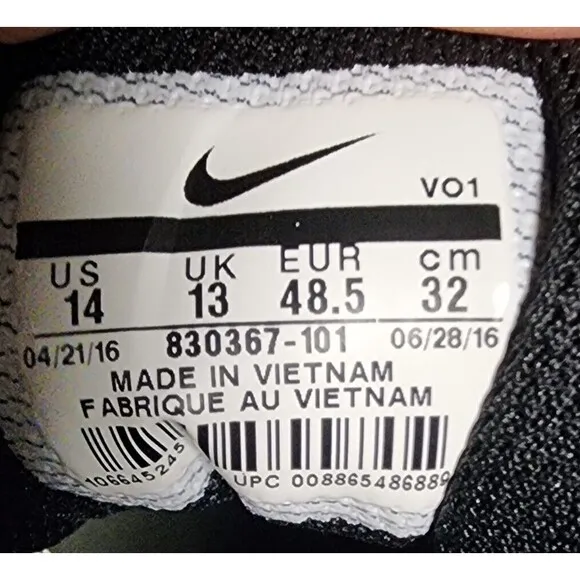 VO1
US UK EUR cm
14 13 48.5 32
04/21/16 830367-101 06/28/16
MADE IN VIETNAM
FABRIQUE AU VIETNAM
106645245
UPC 00886548688